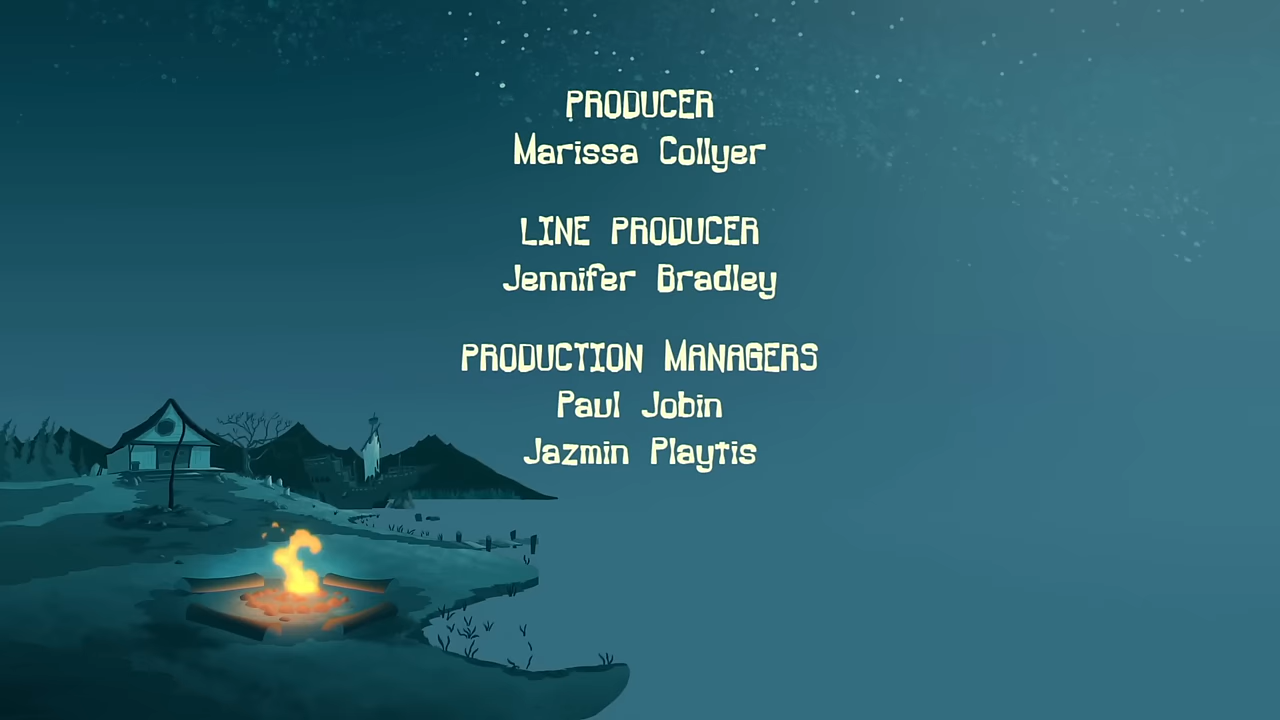 PRODUCER
Marissa Collyer
LINE PRODUCER
Jennifer Bradley
PRODUCTION MANAGERS
Paul Jobin
Jazmin Playtis